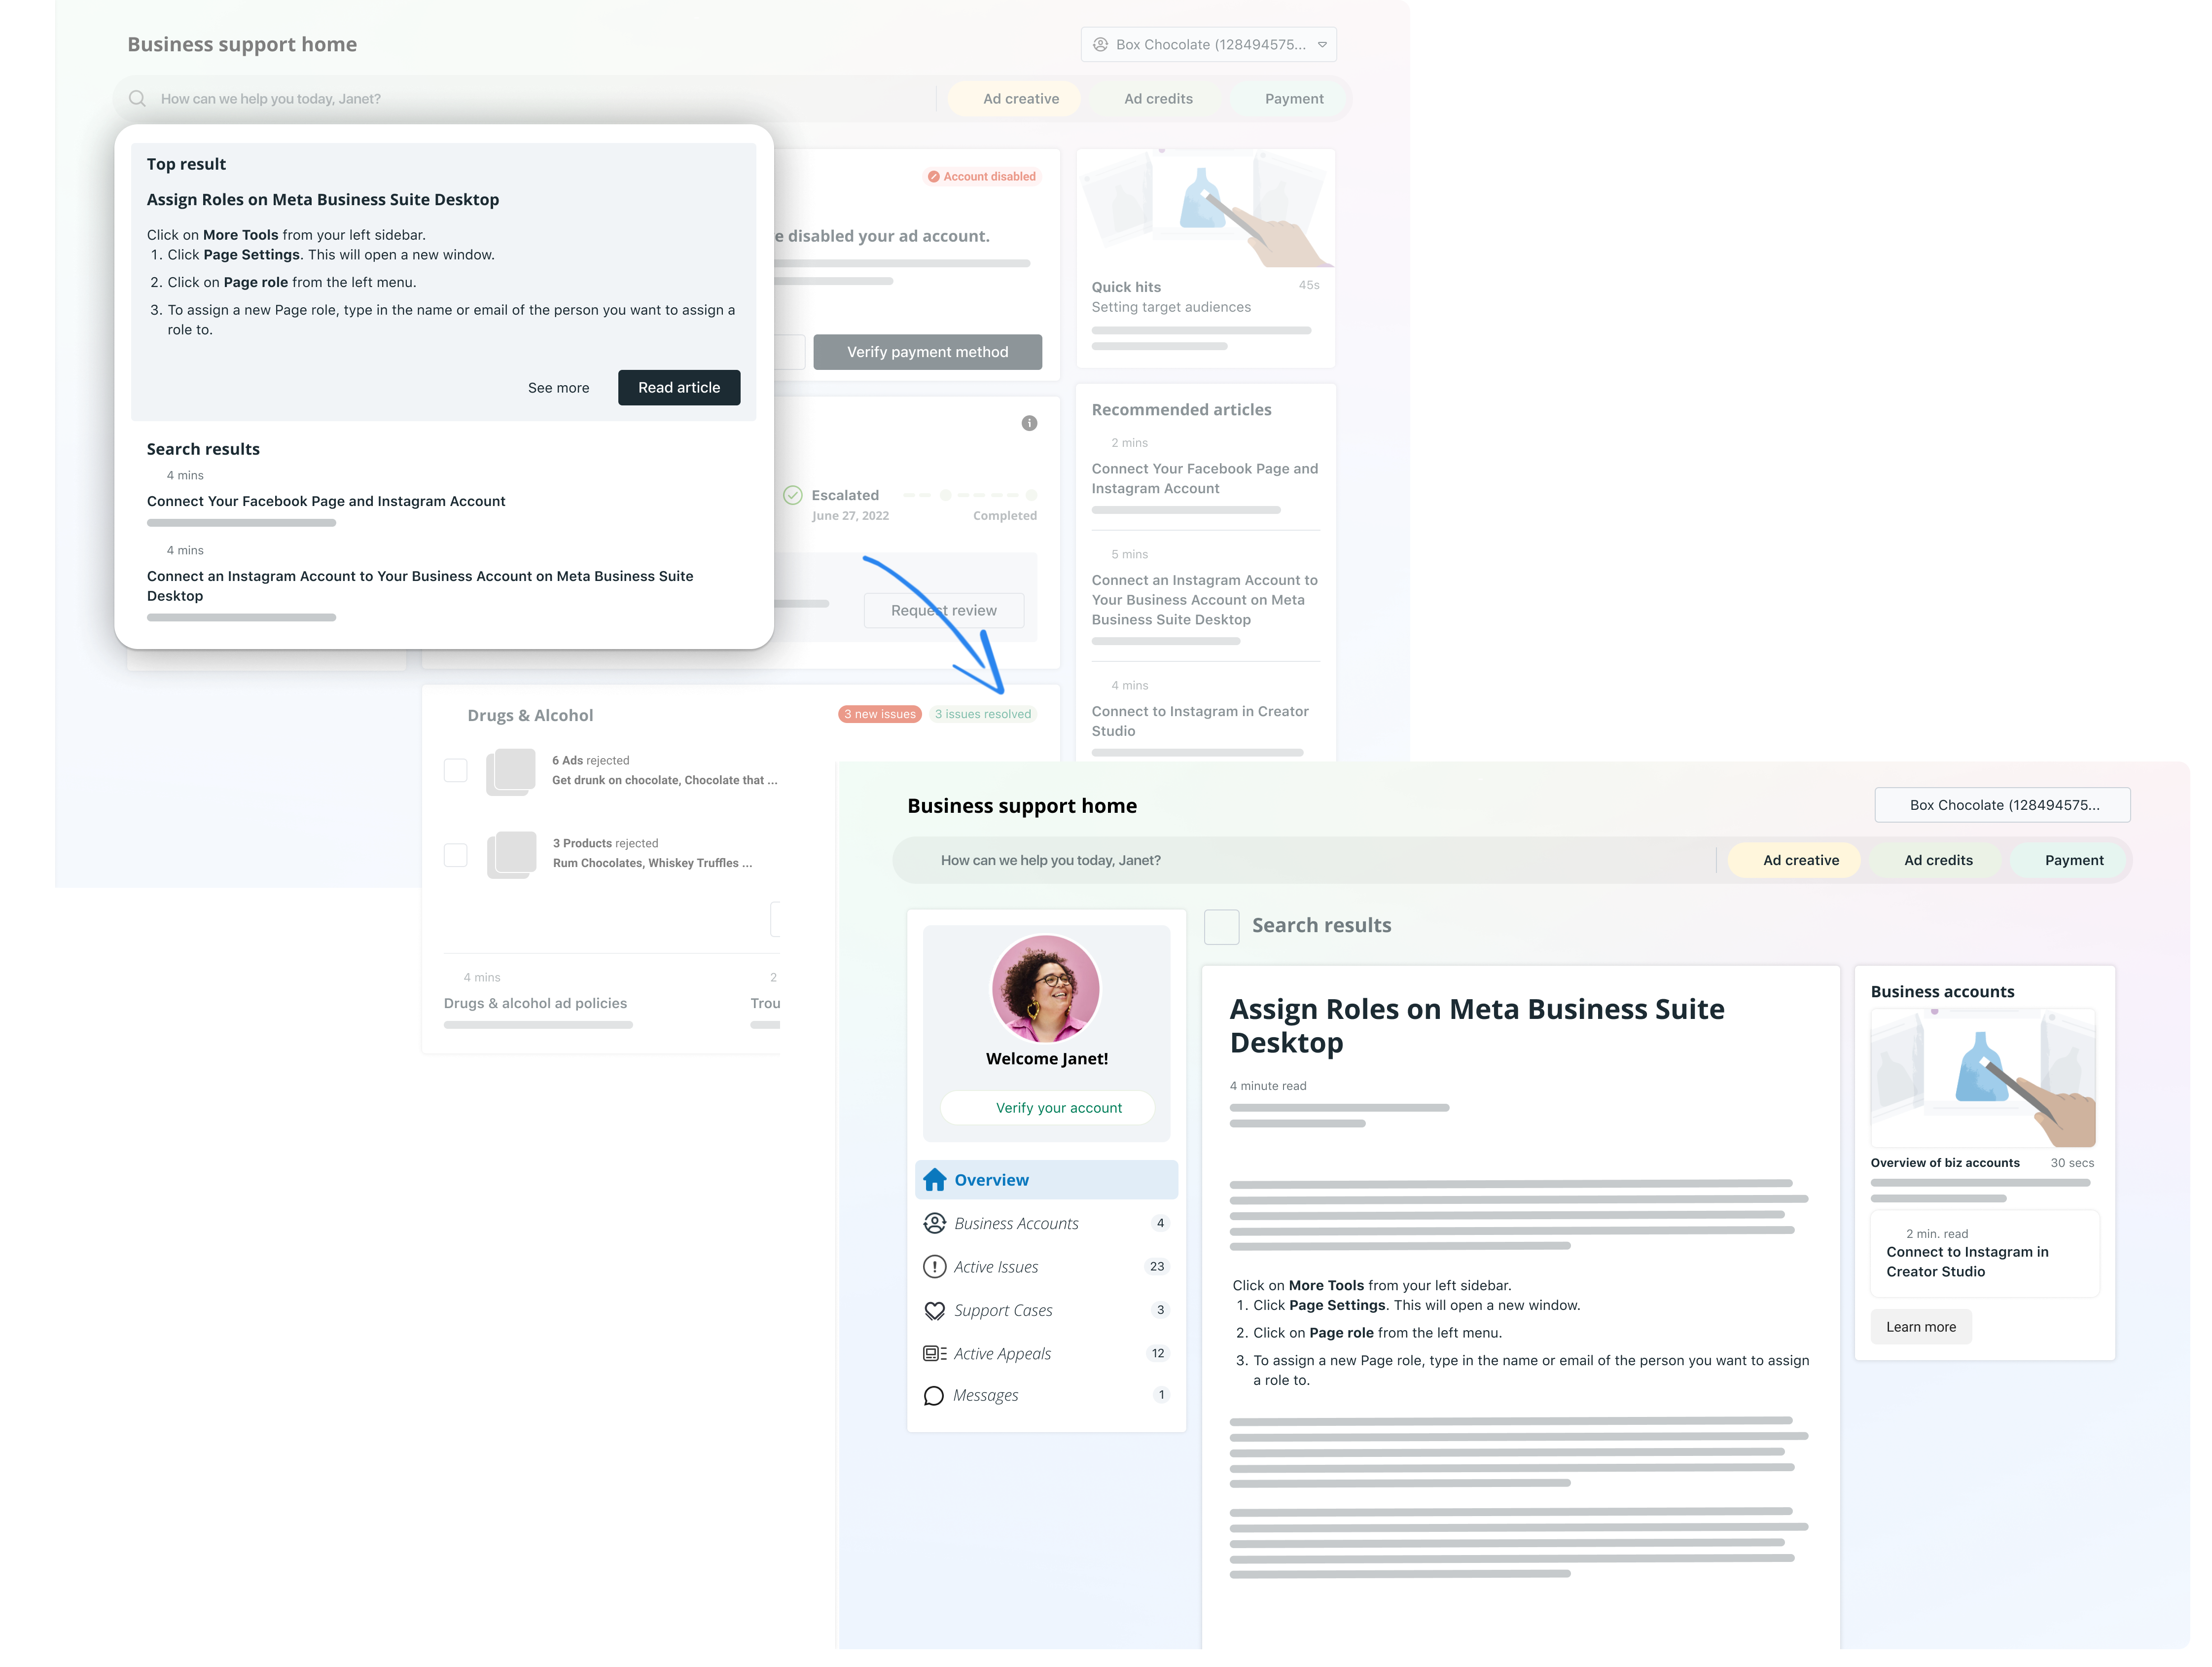 Business support home
Box Chocolate (128494575...
How can we help you today, Janet?
Ad creative
Ad credits
Payment
Top result
Assign Roles on Meta Business Suite Desktop
Click on More Tools from your left sidebar.
1. Click Page Settings. This will open a new window.
2. Click on Page role from the left menu.
3. To assign a new Page role, type in the name or email of the person you want to assign a
role to.
See more
Read article
Search results
4 mins
Connect Your Facebook Page and Instagram Account
4 mins
Connect an Instagram Account to Your Business Account on Meta Business Suite
Desktop
Account disabled
e disabled your ad account.
Verify payment method
Escalated
June 27, 2022
Completed
Request review
Quick hits
45s
Setting target audiences
Recommended articles
2 mins
Connect Your Facebook Page and
Instagram Account
5 mins
Connect an Instagram Account to
Your Business Account on Meta
Business Suite Desktop
4 mins
Connect to Instagram in Creator
Studio
Drugs & Alcohol
3 new issues
3 issues resolved
6 Ads rejected
Get drunk on chocolate, Chocolate that ...
3 Products rejected
Rum Chocolates, Whiskey Truffles ...
4 mins
Drugs & alcohol ad policies
2
Trou
Business support home
Box Chocolate (128494575...
How can we help you today, Janet?
Ad creative
Ad credits
Payment
Welcome Janet!
Verify your account
Overview
Business Accounts
4
Active Issues
23
Support Cases
3
Active Appeals
12
Messages
1
Search results
Assign Roles on Meta Business Suite
Desktop
4 minute read
Click on More Tools from your left sidebar.
1. Click Page Settings. This will open a new window.
2. Click on Page role from the left menu.
3. To assign a new Page role, type in the name or email of the person you want to assign
a role to.
Business accounts
Overview of biz accounts
30 secs
2 min. read
Connect to Instagram in
Creator Studio
Learn more